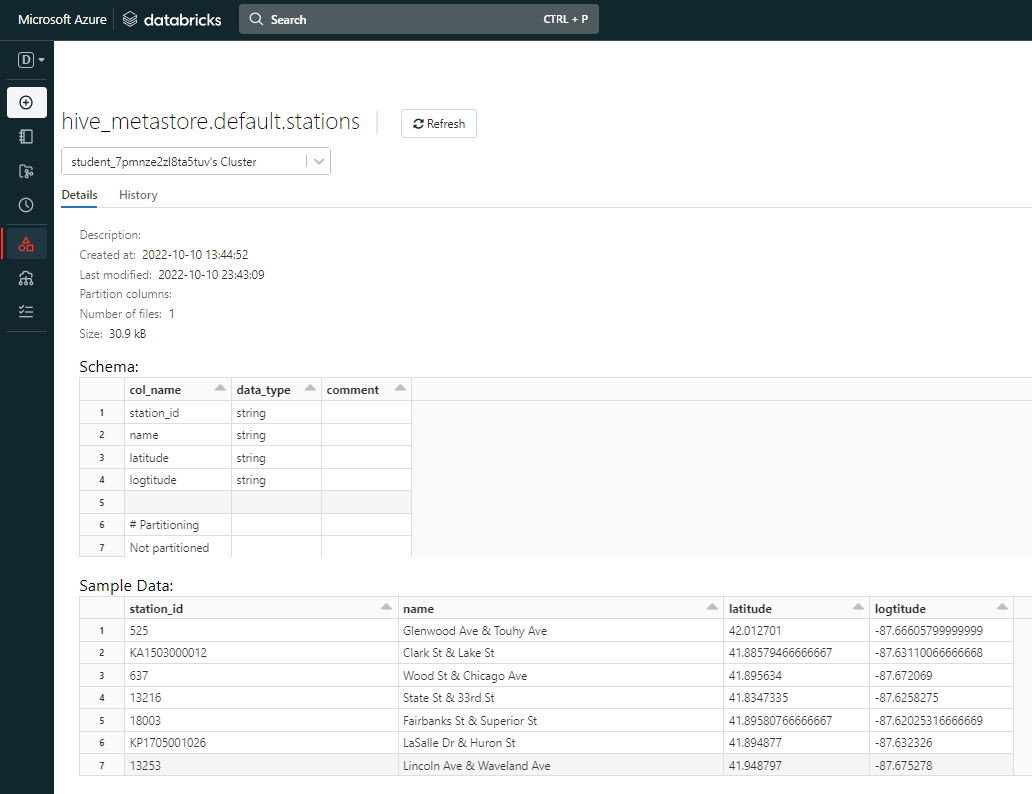 Microsoft Azure databricks Search CTRL + P
D
hive_metastore.default.stations Refresh
student_7pmnze2zl8ta5tuv's Cluster
Details History
Description:
Created at: 2022-10-10 13:44:52
Last modified: 2022-10-10 23:43:09
Partition columns:
Number of files: 1
Size: 30.9 kB
Schema:
col_name data_type comment
1 station_id string
2 name string
3 latitude string
4 logtitude string
5
6 # Partitioning
7 Not partitioned
Sample Data:
station_id name latitude logtitude
1 525 Glenwood Ave & Touhy Ave 42.012701 -87.66605799999999
2 KA1503000012 Clark St & Lake St 41.88579466666667 -87.63110066666668
3 637 Wood St & Chicago Ave 41.895634 -87.672069
4 13216 State St & 33rd St 41.8347335 -87.6258275
5 18003 Fairbanks St & Superior St 41.89580766666667 -87.62025316666669
6 KP1705001026 LaSalle Dr & Huron St 41.894877 -87.632326
7 13253 Lincoln Ave & Waveland Ave 41.948797 -87.675278